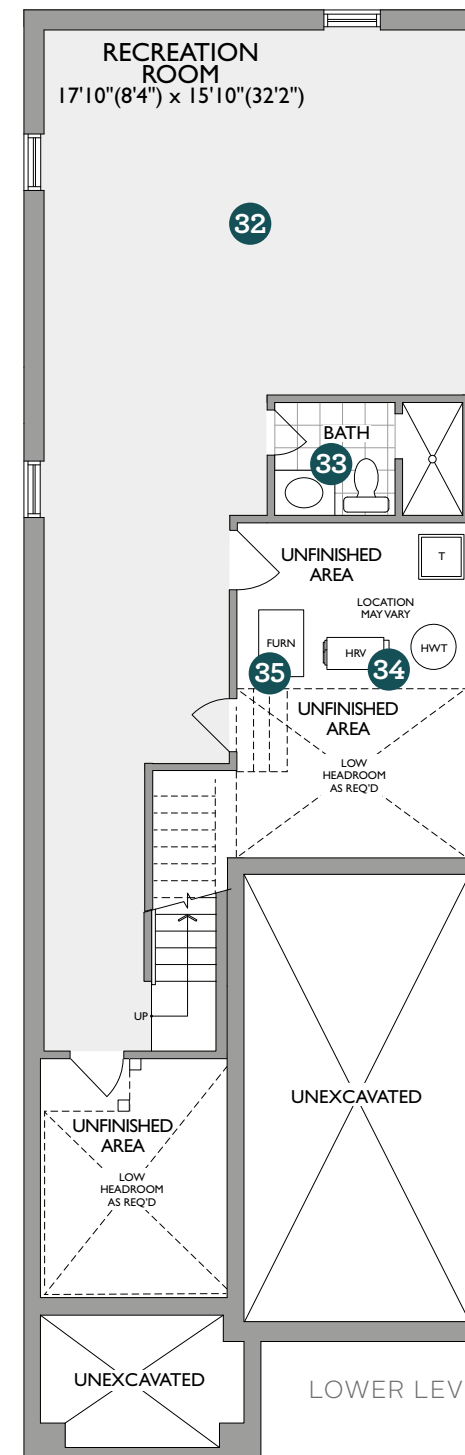 RECREATION
ROOM
17'10"(8'4") x 15'10"(32'2")
32
BATH
33
UNFINISHED
AREA
T
LOCATION
MAY VARY
FURN
HRV
HWT
34
35
UNFINISHED
AREA
LOW
HEADROOM
AS REQ'D
UP
UNEXCAVATED
UNFINISHED
AREA
LOW
HEADROOM
AS REQ'D
UNEXCAVATED
LOWER LEV